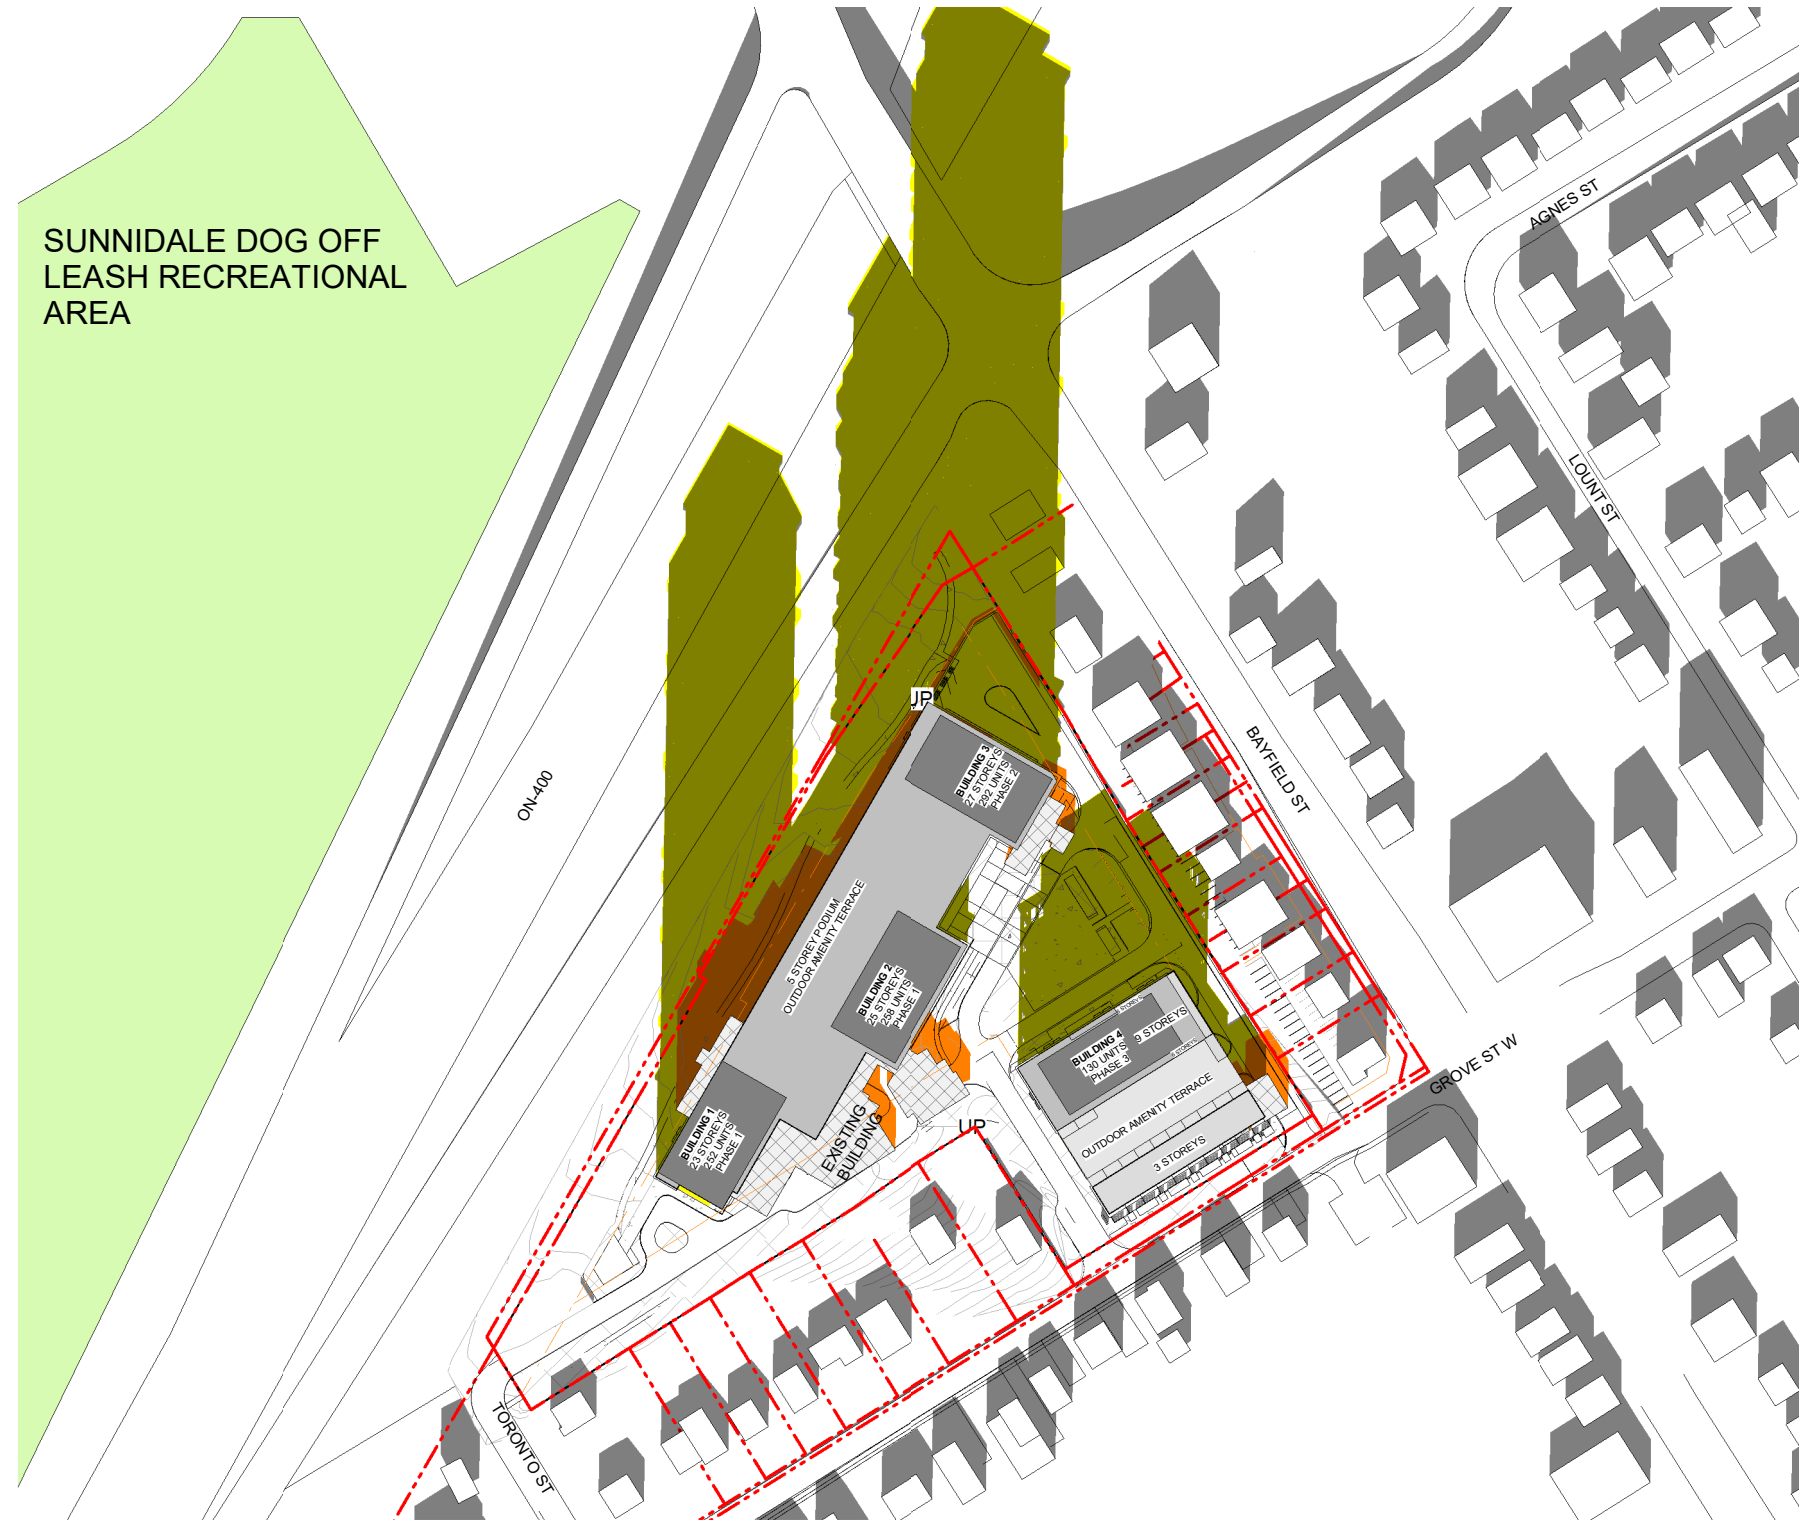 SUNNIDALE DOG OFF
LEASH RECREATIONAL
AREA
AGNES ST
LOUNT ST
BAYFIELD ST
GROVE ST W
TORONTO ST
ON-400
UP
BUILDING 3
27 STOREYS
292 UNITS
PHASE 2
5 STOREY PODIUM
OUTDOOR AMENITY TERRACE
BUILDING 2
25 STOREYS
258 UNITS
PHASE 1
BUILDING 1
23 STOREYS
252 UNITS
PHASE 1
EXISTING
BUILDING
UP
BUILDING 4
130 UNITS
PHASE 3
9 STOREYS
OUTDOOR AMENITY TERRACE
3 STOREYS